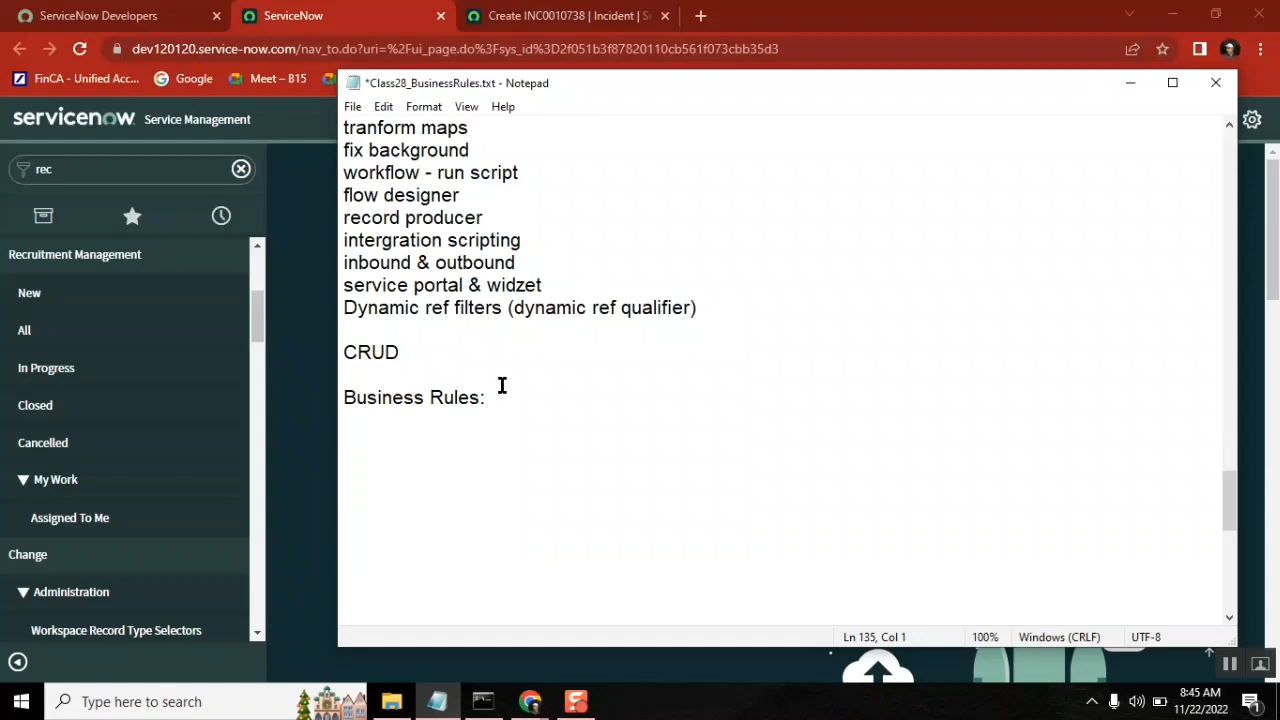 ServiceNow Developers
ServiceNow
Create INC0010738 | Incident | S
dev120120.service-now.com/nav_to.do?uri=%2Fui_page.do%3Fsys_id%3D2f051b3f87820110cb561f073cbb35d3
FinCA - Unified Acc...
Google
Meet – B15
*Class28_BusinessRules.txt - Notepad
File Edit Format View Help
servicenow Service Management
rec
Recruitment Management
New
All
In Progress
Closed
Cancelled
My Work
Assigned To Me
Change
Administration
Workspace Record Type Selectors
tranform maps
fix background
workflow - run script
flow designer
record producer
intergration scripting
inbound & outbound
service portal & widzet
Dynamic ref filters (dynamic ref qualifier)
CRUD
Business Rules:
Ln 135, Col 1
100%
Windows (CRLF)
UTF-8
Type here to search
8:45 AM
11/22/2022